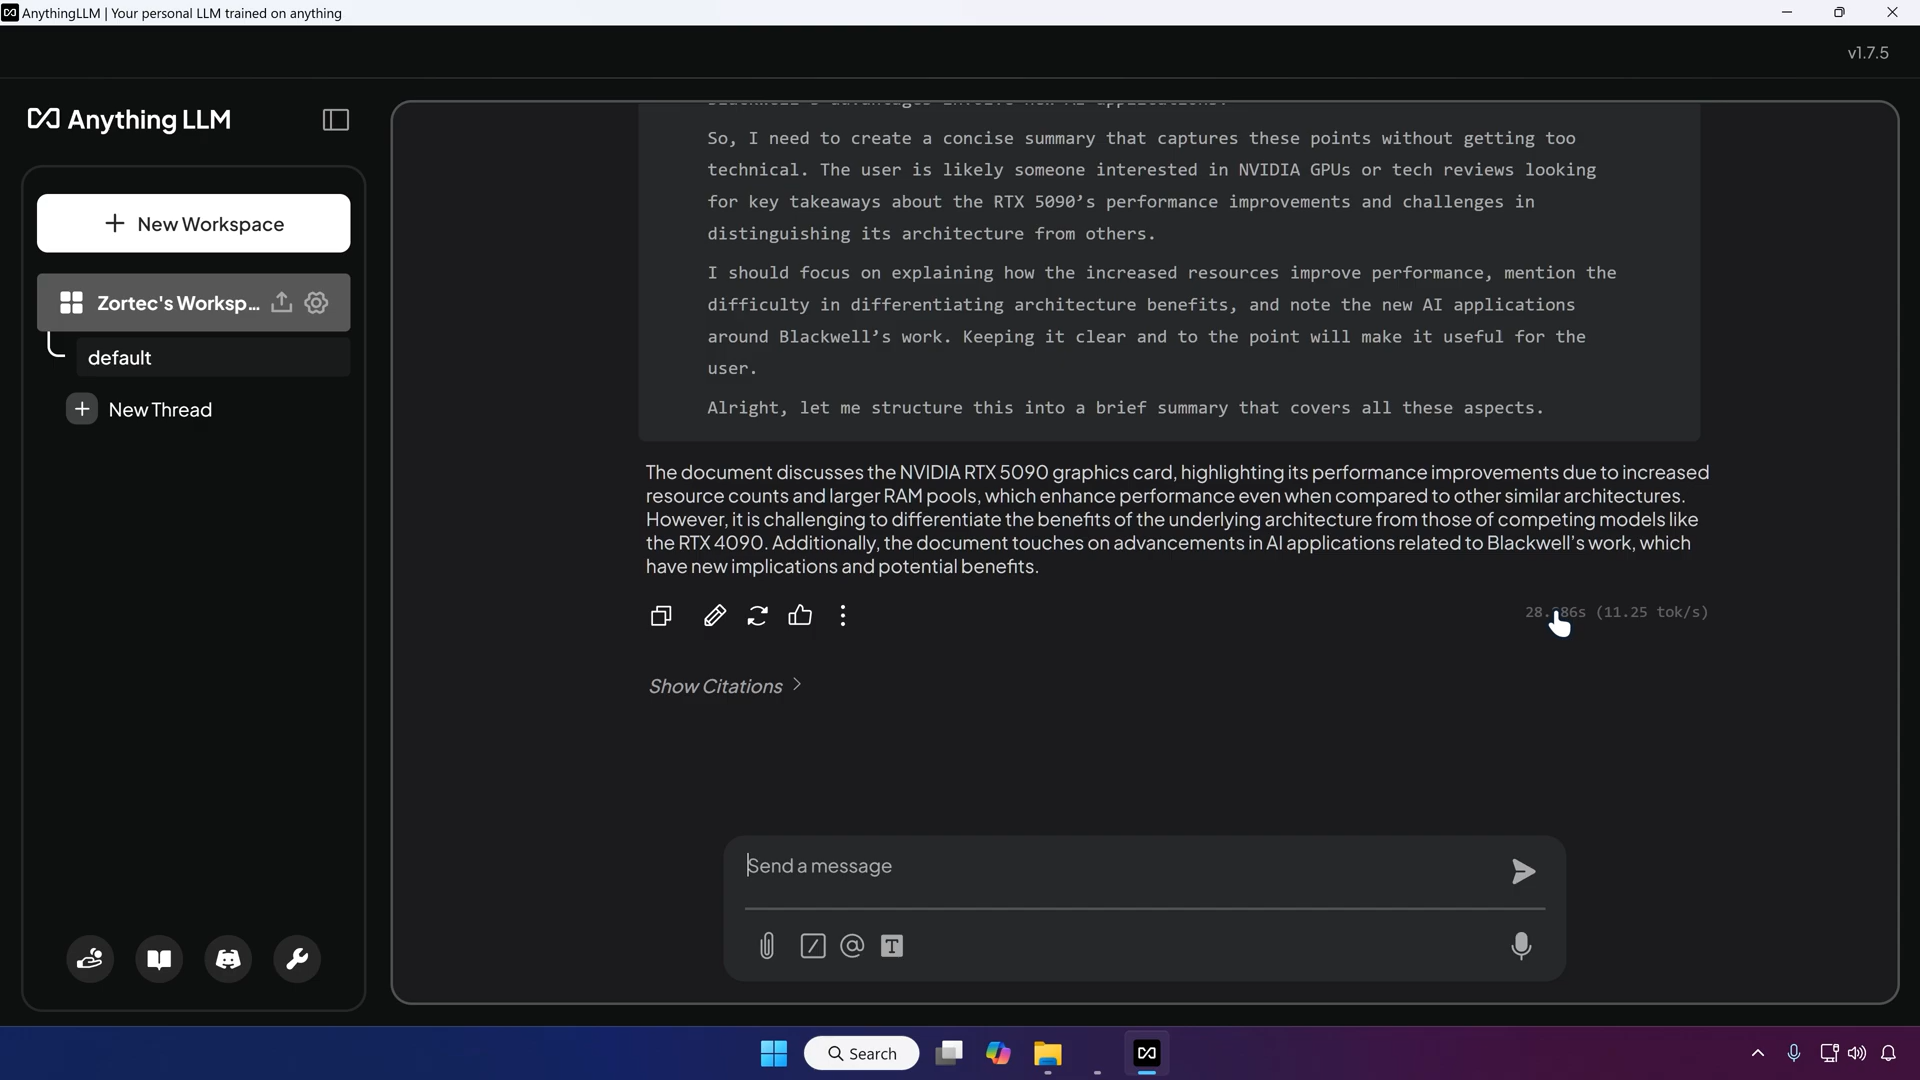 AnythingLLM | Your personal LLM trained on anything
v1.7.5
Anything LLM
New Workspace
Zortec's Worksp...
default
New Thread
So, I need to create a concise summary that captures these points without getting too
technical. The user is likely someone interested in NVIDIA GPUs or tech reviews looking
for key takeaways about the RTX 5090’s performance improvements and challenges in
distinguishing its architecture from others.
I should focus on explaining how the increased resources improve performance, mention the
difficulty in differentiating architecture benefits, and note the new AI applications
around Blackwell’s work. Keeping it clear and to the point will make it useful for the
user.
Alright, let me structure this into a brief summary that covers all these aspects.
The document discusses the NVIDIA RTX 5090 graphics card, highlighting its performance improvements due to increased
resource counts and larger RAM pools, which enhance performance even when compared to other similar architectures.
However, it is challenging to differentiate the benefits of the underlying architecture from those of competing models like
the RTX 4090. Additionally, the document touches on advancements in AI applications related to Blackwell’s work, which
have new implications and potential benefits.
(11.25 tok/s)
Show Citations
Send a message
Search